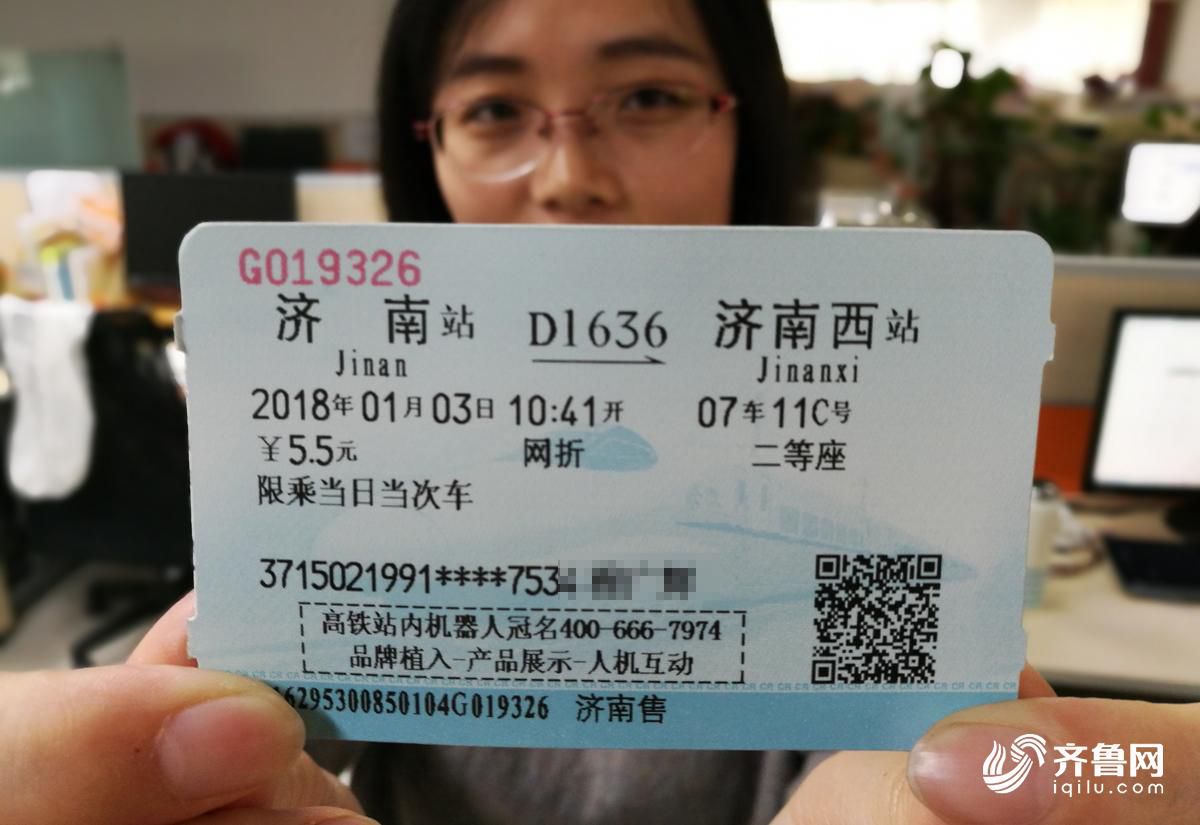 G019326
济南站 D1636 济南西站
Jinan Jinanxi
2018年01月03日 10:41开 07车11C号
￥5.5元 网折 二等座
限乘当日当次车
3715021991****753
高铁站内机器人冠名400-666-7974
品牌植入-产品展示-人机互动
6295300850104G019326 济南售
齐鲁网
iqilu.com